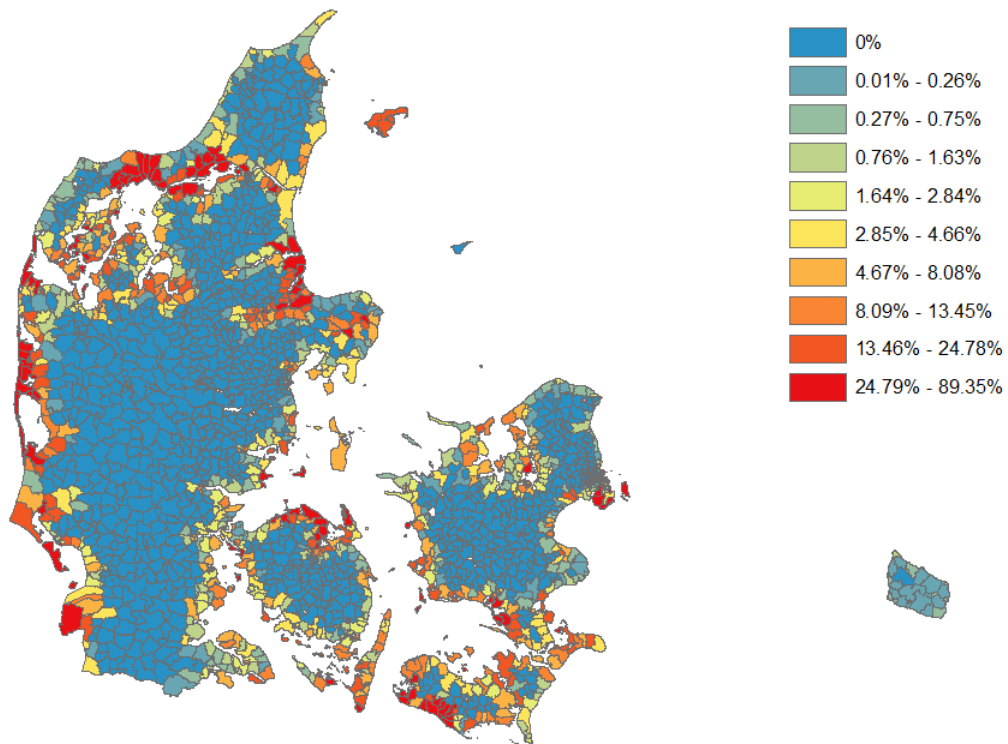 0%
0.01% - 0.26%
0.27% - 0.75%
0.76% - 1.63%
1.64% - 2.84%
2.85% - 4.66%
4.67% - 8.08%
8.09% - 13.45%
13.46% - 24.78%
24.79% - 89.35%